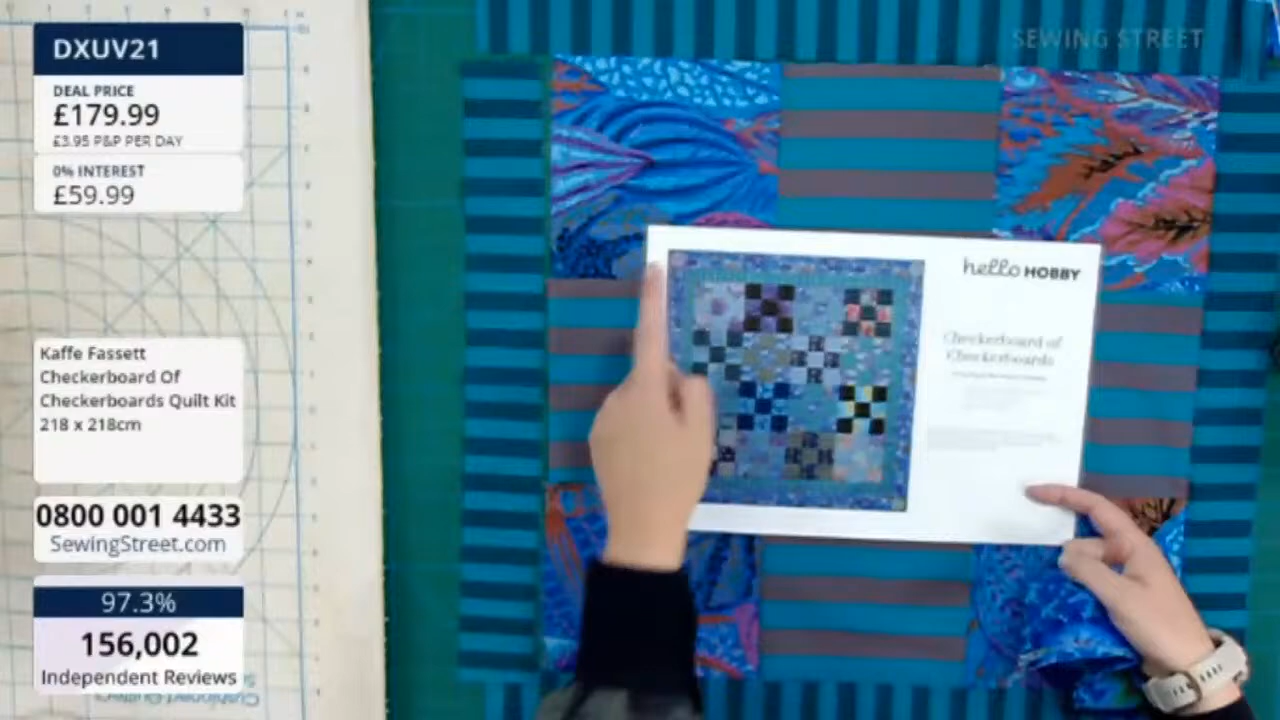 DXUV21
DEAL PRICE
£179.99
£3.95 P&P PER DAY
0% INTEREST
£59.99
Kaffe Fassett
Checkerboard Of
Checkerboards Quilt Kit
218 x 218cm
0800 001 4433
SewingStreet.com
97.3%
156,002
Independent Reviews
SEWING STREET
hello HOBBY
Checkerboard of
Checkerboards